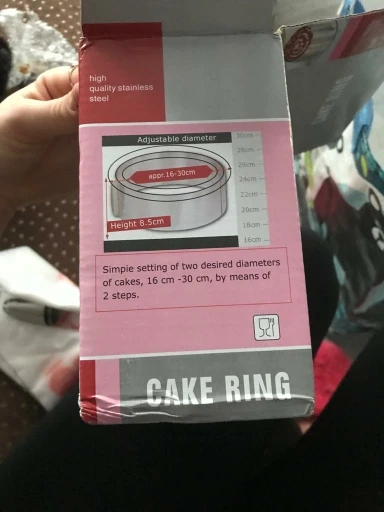 high
quality stainless
steel
Adjustable diameter
appr.16-30cm
Height 8.5cm
30cm
28cm
26cm
24cm
22cm
20cm
18cm
16cm
Simple setting of two desired diameters
of cakes, 16 cm -30 cm, by means of
2 steps.
CAKE RING